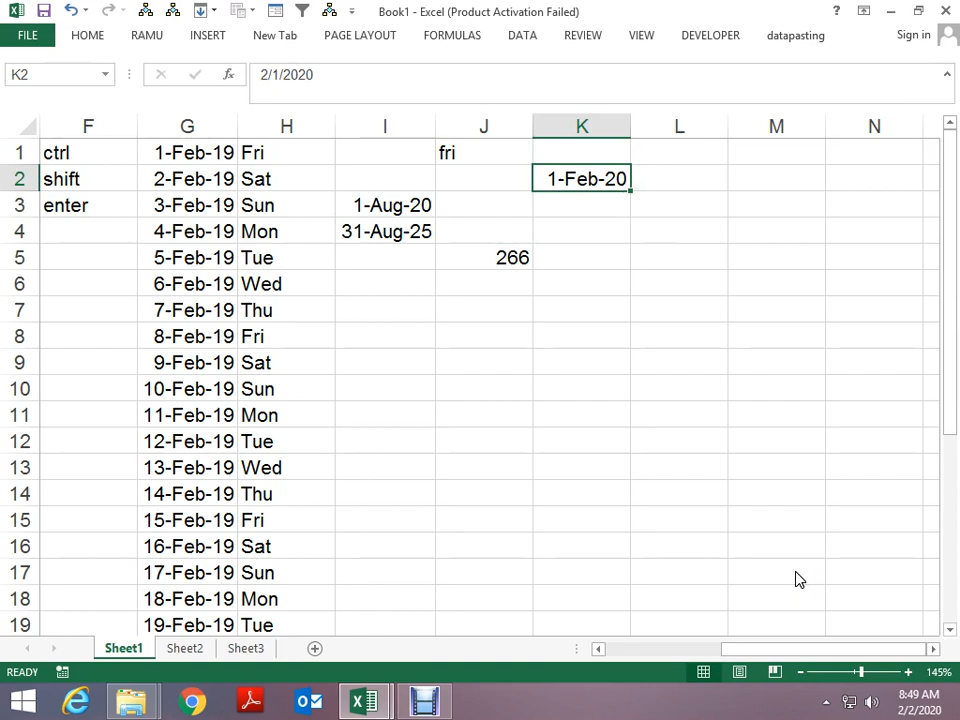 Book1 - Excel (Product Activation Failed)
?
FILE HOME RAMU INSERT New Tab PAGE LAYOUT FORMULAS DATA REVIEW VIEW DEVELOPER datapasting Sign in
K2 fx 2/1/2020
F G H I J K L M N
1 ctrl 1-Feb-19 Fri fri
2 shift 2-Feb-19 Sat 1-Feb-20
3 enter 3-Feb-19 Sun 1-Aug-20
4 4-Feb-19 Mon 31-Aug-25
5 5-Feb-19 Tue 266
6 6-Feb-19 Wed
7 7-Feb-19 Thu
8 8-Feb-19 Fri
9 9-Feb-19 Sat
10 10-Feb-19 Sun
11 11-Feb-19 Mon
12 12-Feb-19 Tue
13 13-Feb-19 Wed
14 14-Feb-19 Thu
15 15-Feb-19 Fri
16 16-Feb-19 Sat
17 17-Feb-19 Sun
18 18-Feb-19 Mon
19 19-Feb-19 Tue
Sheet1 Sheet2 Sheet3
READY 145%
8:49 AM
2/2/2020